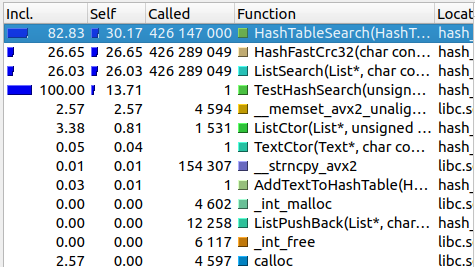 Incl. Self Called Function Locat
82.83 30.17 426 147 000 HashTableSearch(HashT... hash_
26.65 26.65 426 289 049 HashFastCrc32(char con... hash_
26.03 26.03 426 289 049 ListSearch(List*, char co... hash_
100.00 13.71 1 TestHashSearch(unsign... hash_
2.57 2.57 4 594 __memset_avx2_unalig... libc.so
3.38 0.81 1 531 ListCtor(List*, unsigned ... hash_
0.05 0.04 1 TextCtor(Text*, char co... hash_
0.01 0.01 154 307 __strncpy_avx2 libc.so
0.03 0.01 1 AddTextToHashTable(H... hash_
0.00 0.00 4 602 _int_malloc libc.so
0.00 0.00 12 258 ListPushBack(List*, char... hash_
0.00 0.00 6 117 _int_free libc.so
2.57 0.00 4 597 calloc libc.so